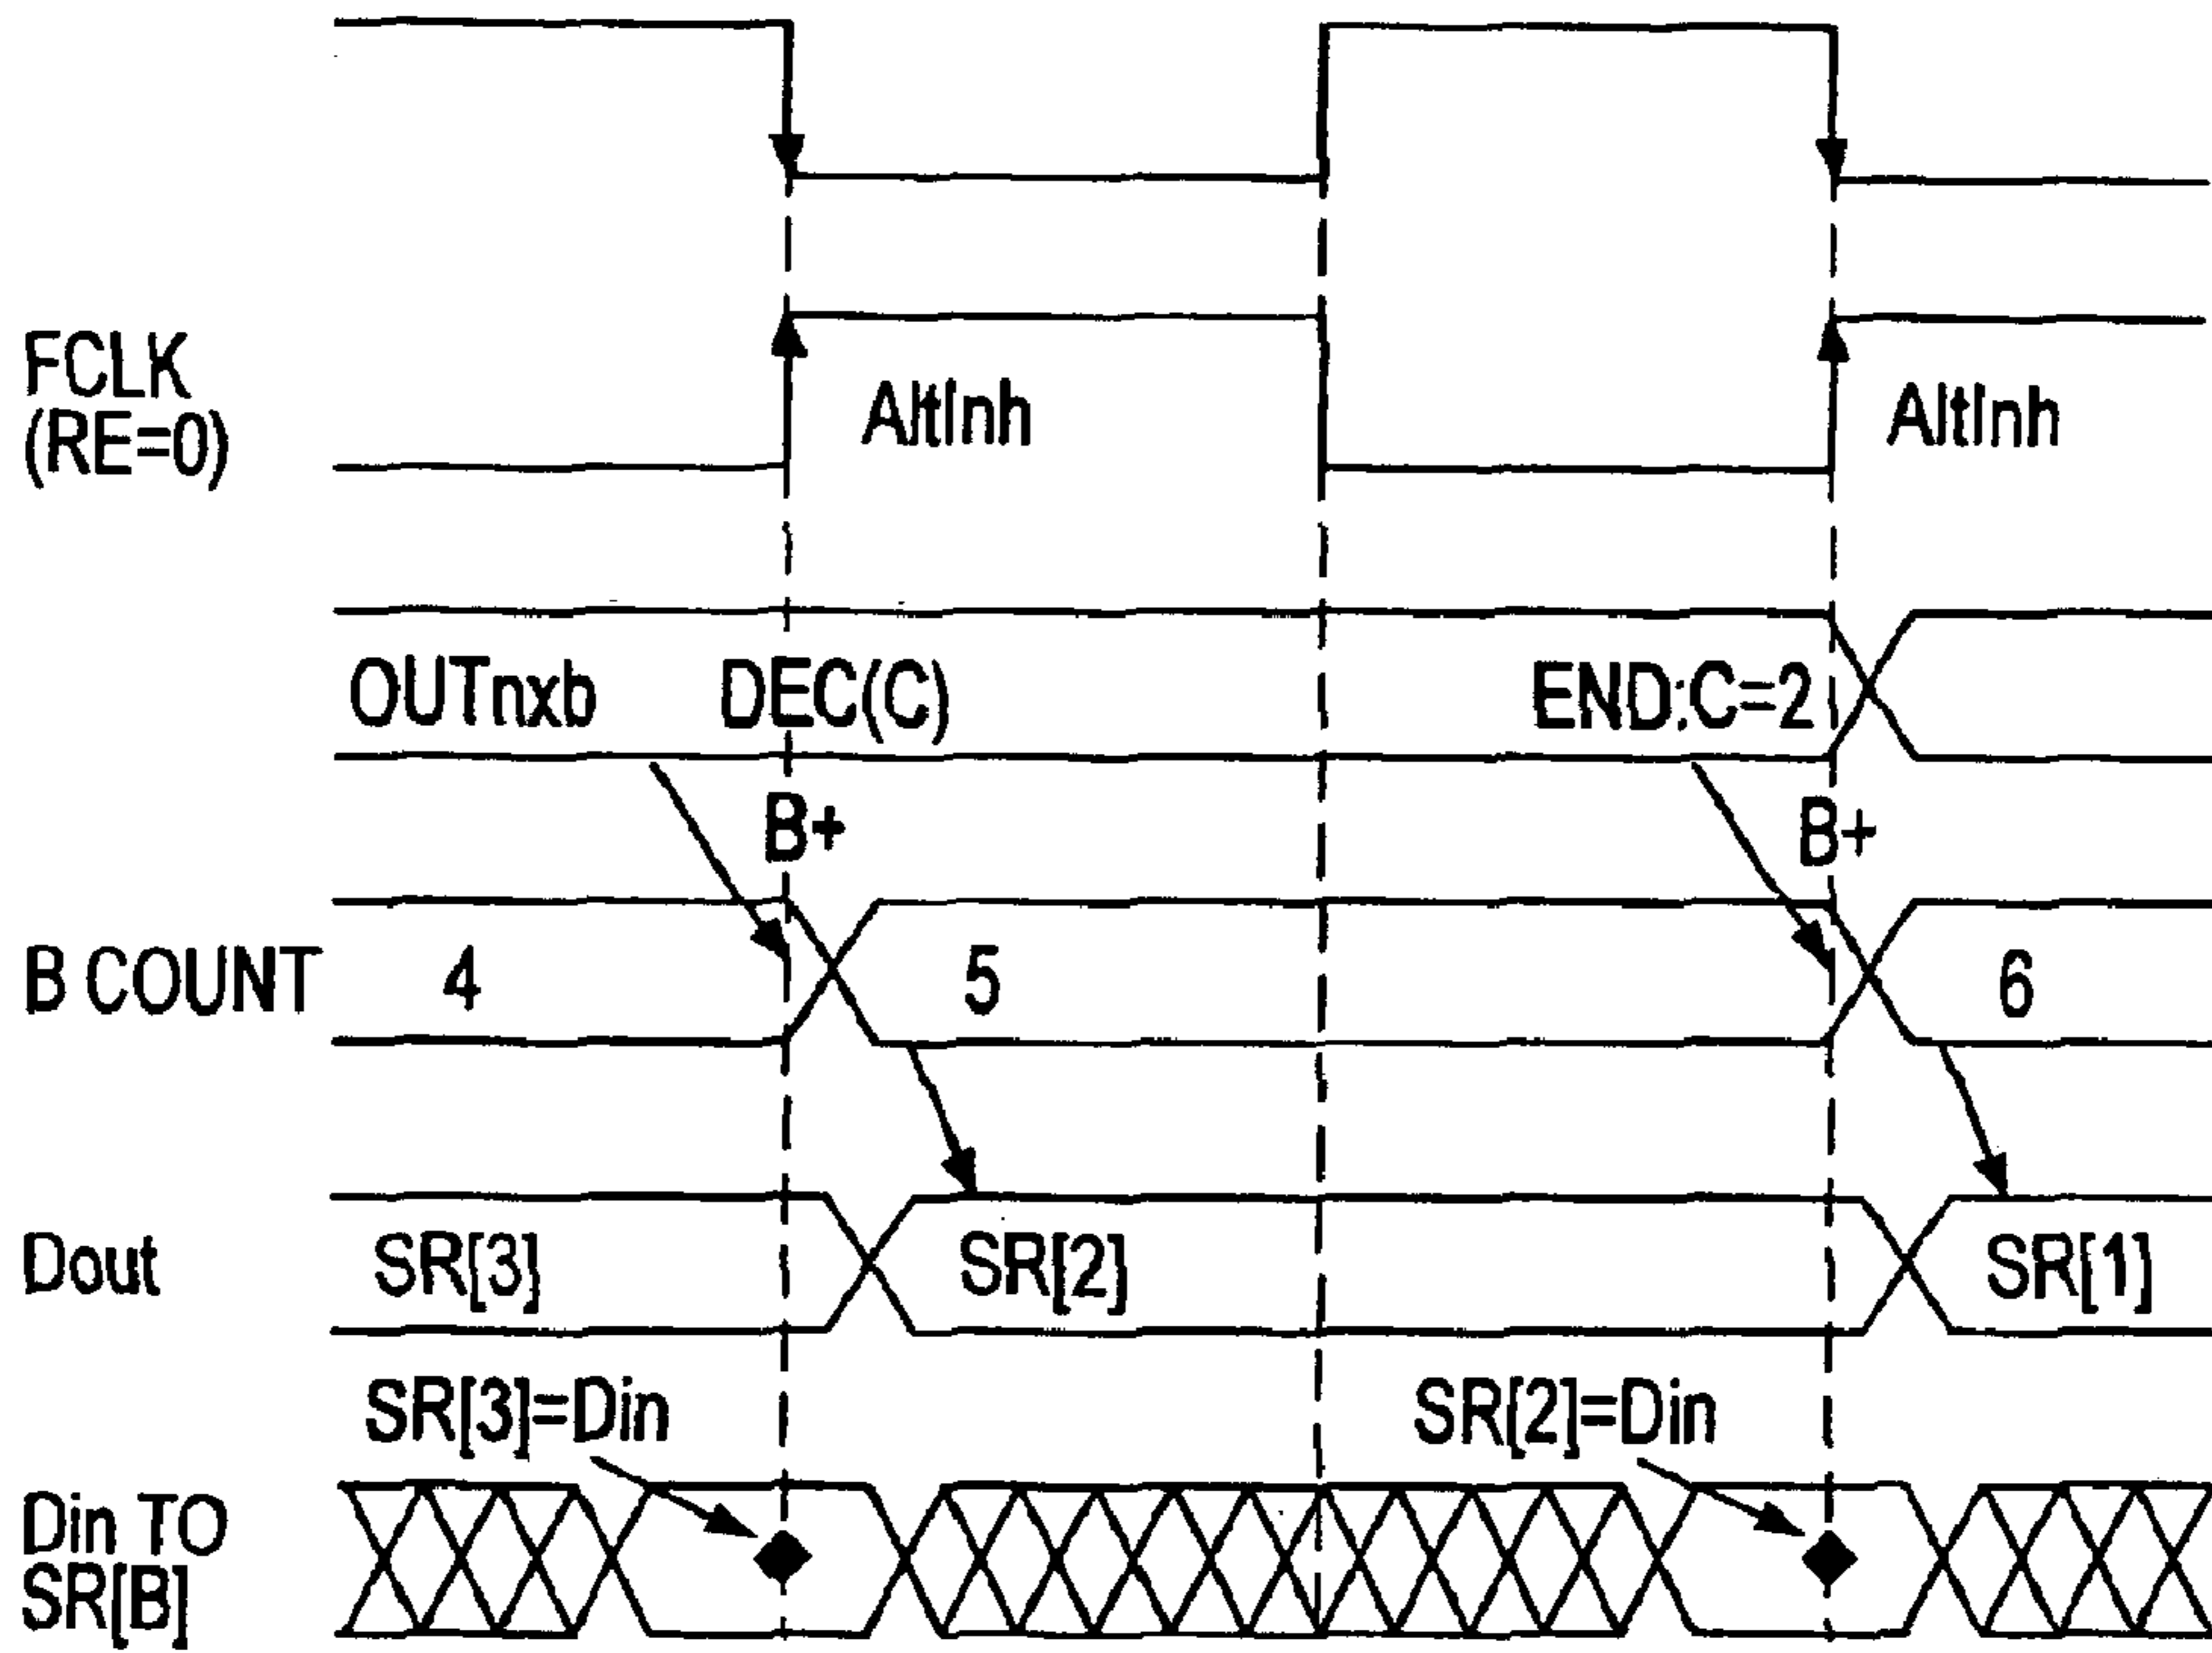 FCLK
(RE=0)
AltInh
AltInh
OUTnxb
DEC(C)
END:C=2
B+
B+
B COUNT
4
5
6
Dout
SR[3]
SR[2]
SR[1]
SR[3]=Din
SR[2]=Din
Din TO
SR[B]